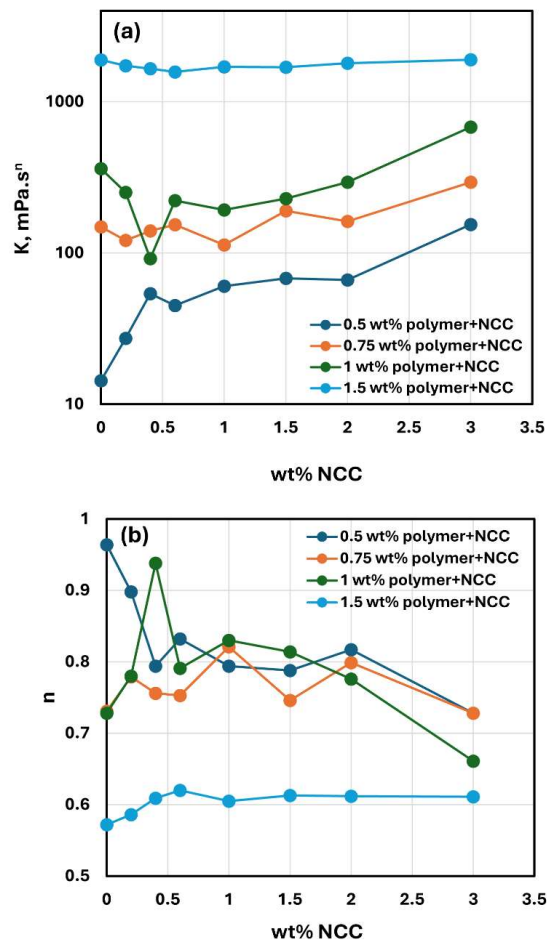 (a)
1000
K, mPa.sⁿ
100
0.5 wt% polymer+NCC
0.75 wt% polymer+NCC
1 wt% polymer+NCC
1.5 wt% polymer+NCC
10
0 0.5 1 1.5 2 2.5 3 3.5
wt% NCC
1
(b)
0.5 wt% polymer+NCC
0.75 wt% polymer+NCC
1 wt% polymer+NCC
1.5 wt% polymer+NCC
0.9
0.8
n
0.7
0.6
0.5
0 0.5 1 1.5 2 2.5 3 3.5
wt% NCC